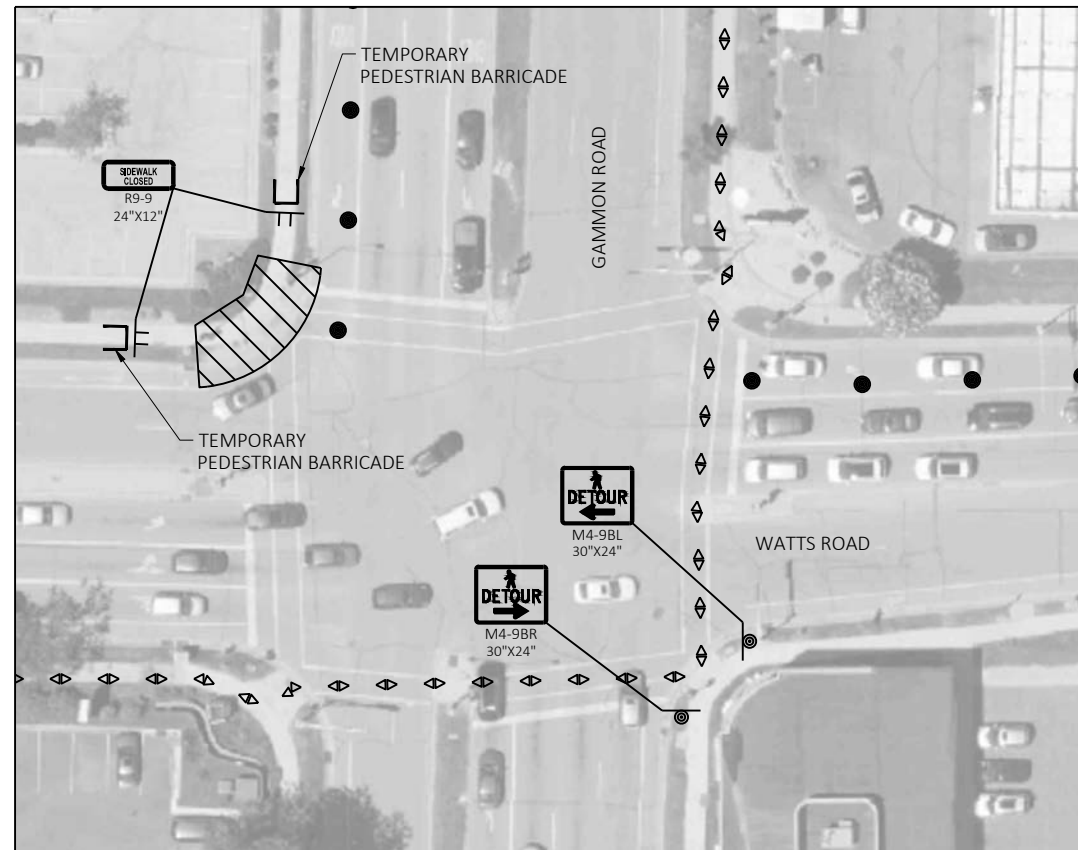 TEMPORARY
PEDESTRIAN BARRICADE
SIDEWALK
CLOSED
R9-9
24"X12"
GAMMON ROAD
TEMPORARY
PEDESTRIAN BARRICADE
DETOUR
M4-9BL
30"X24"
WATTS ROAD
DETOUR
M4-9BR
30"X24"